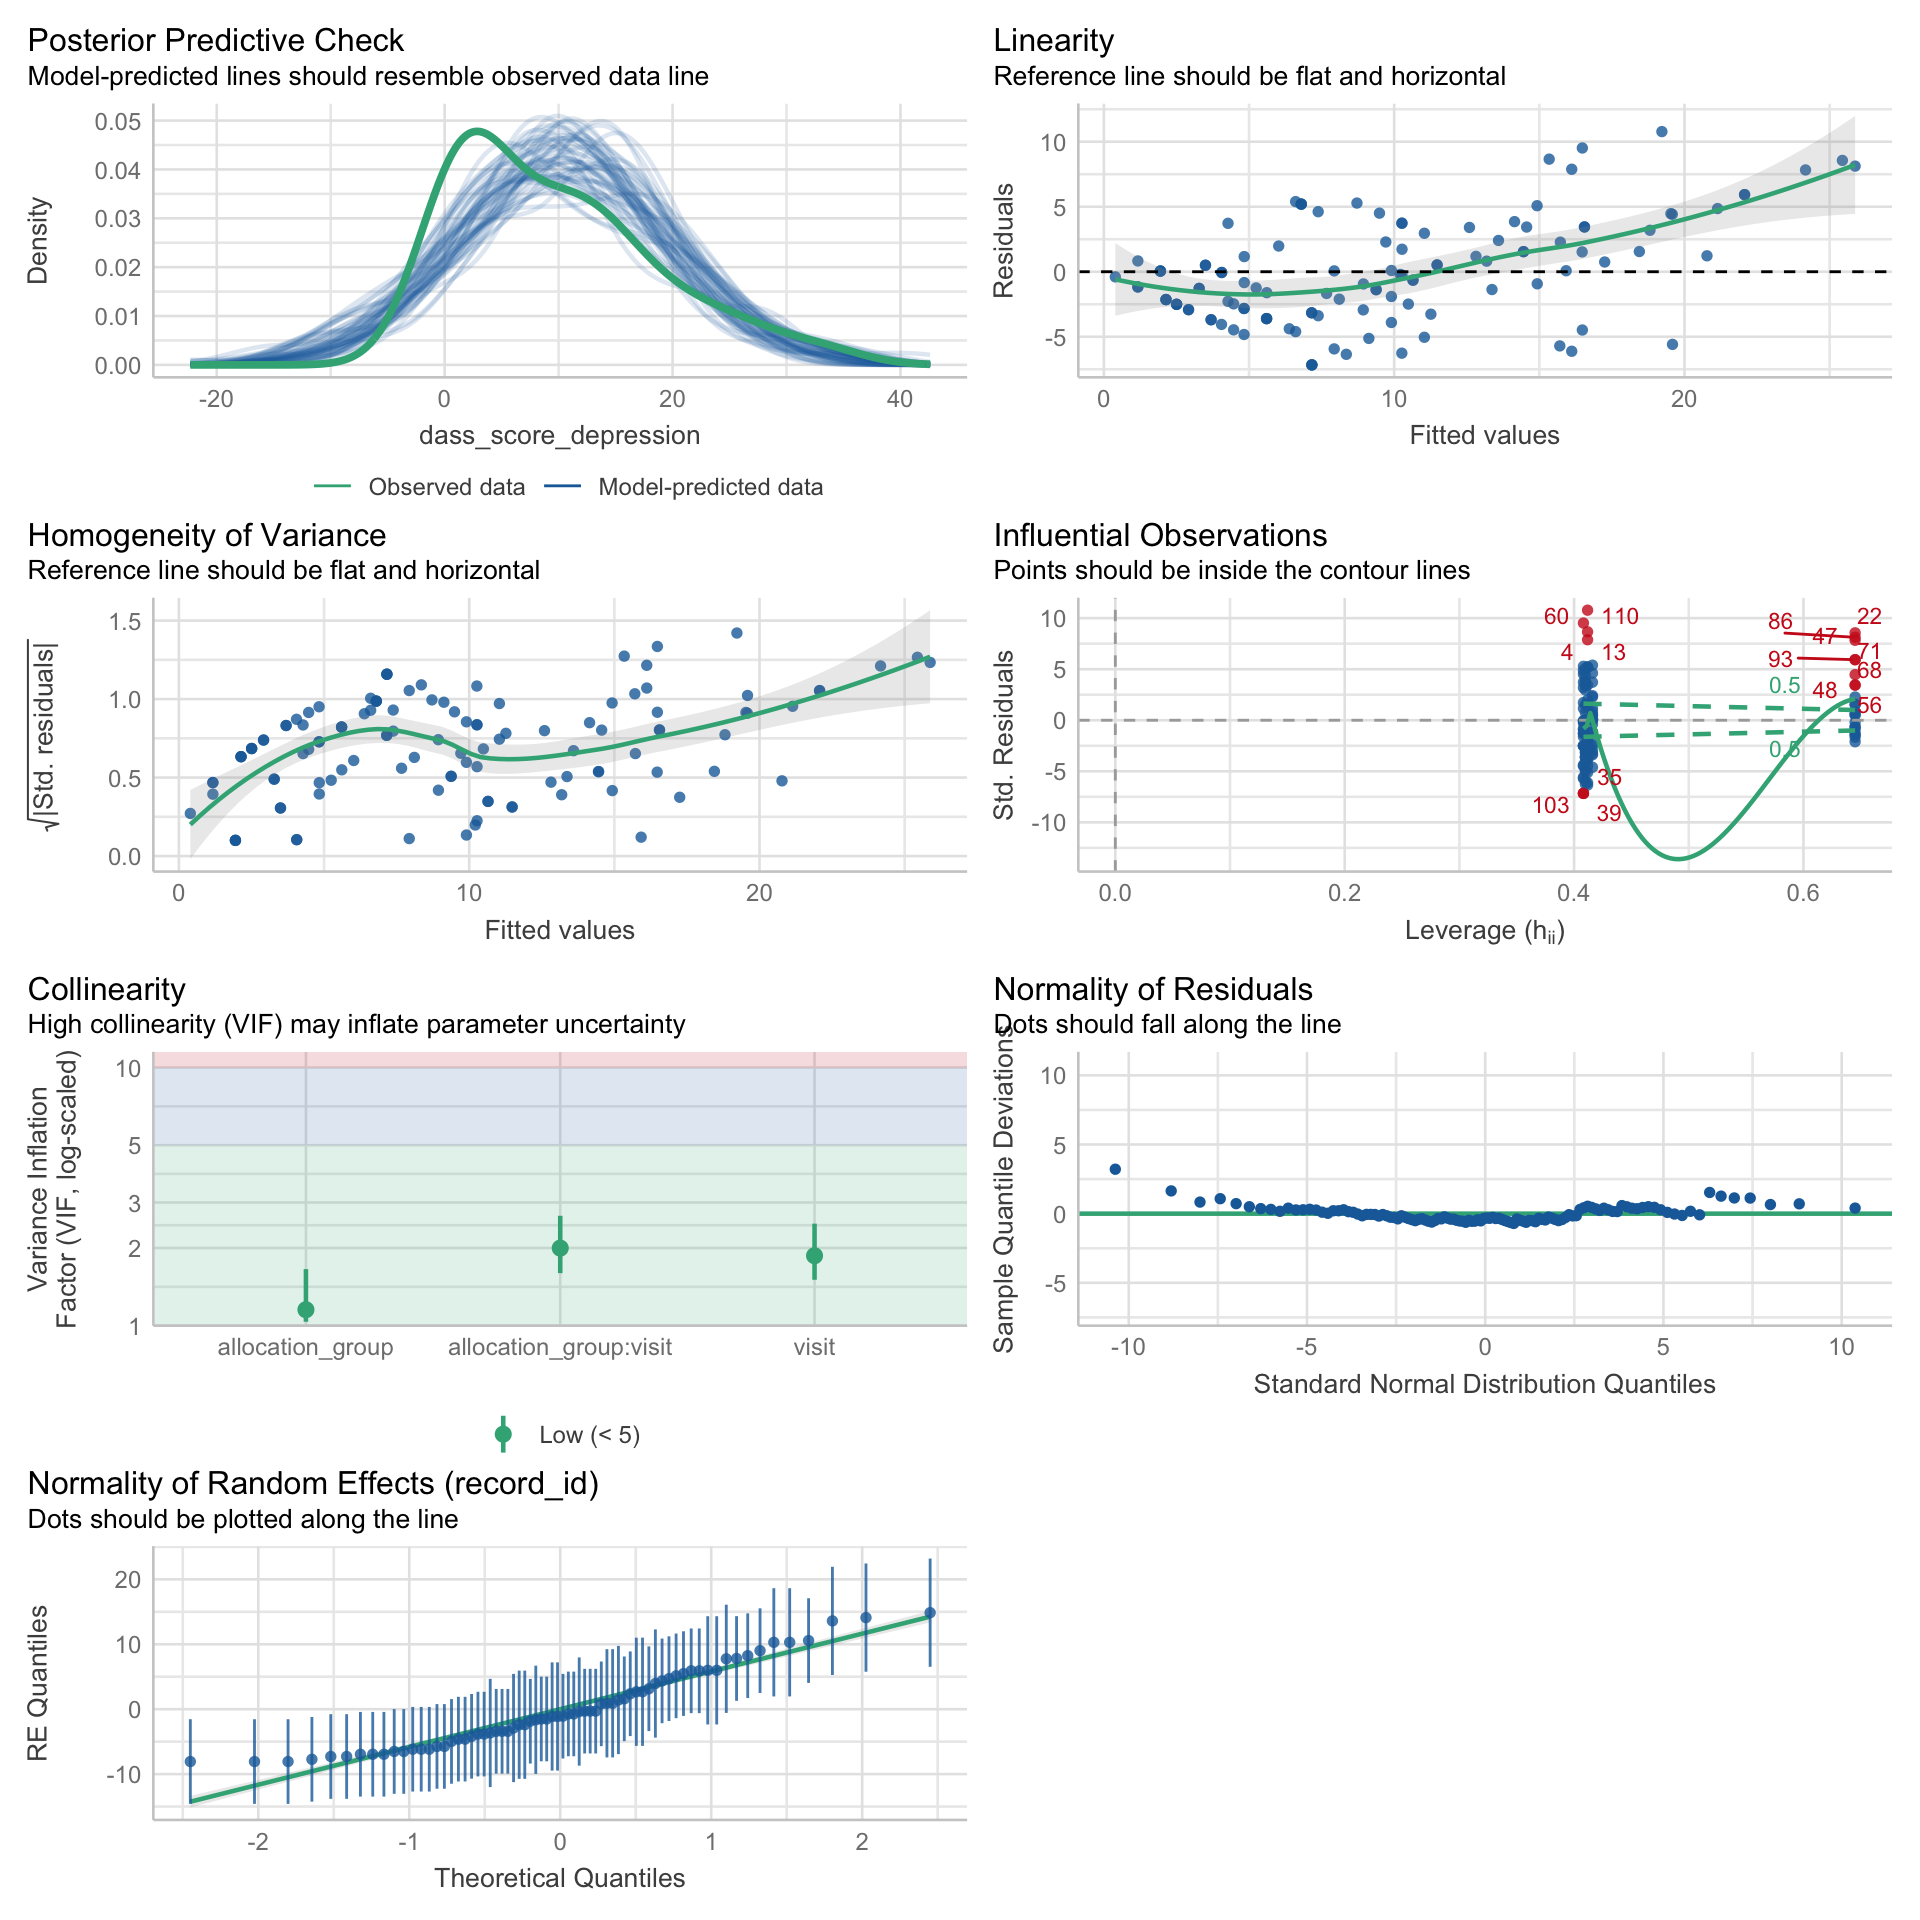 Posterior Predictive Check
Model-predicted lines should resemble observed data line
Density
0.05
0.04
0.03
0.02
0.01
0.00
-20
0
20
40
dass_score_depression
Observed data
Model-predicted data
Linearity
Reference line should be flat and horizontal
Residuals
10
5
0
-5
0
10
20
Fitted values
Homogeneity of Variance
Reference line should be flat and horizontal
√|Std. residuals|
1.5
1.0
0.5
0.0
0
10
20
Fitted values
Influential Observations
Points should be inside the contour lines
Std. Residuals
10
5
0
-5
-10
60
110
4
13
86
47
22
71
93
68
0.5
48
56
0.5
35
103
39
0.0
0.2
0.4
0.6
Leverage (hii)
Collinearity
High collinearity (VIF) may inflate parameter uncertainty
Variance Inflation
Factor (VIF, log-scaled)
10
5
3
2
1
allocation_group
allocation_group:visit
visit
Low (< 5)
Normality of Residuals
Dots should fall along the line
Sample Quantile Deviations
10
5
0
-5
-10
-5
0
5
10
Standard Normal Distribution Quantiles
Normality of Random Effects (record_id)
Dots should be plotted along the line
RE Quantiles
20
10
0
-10
-2
-1
0
1
2
Theoretical Quantiles